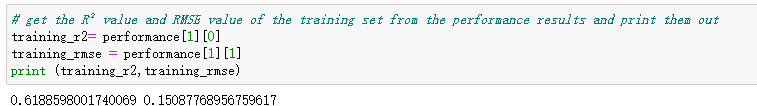 # get the R² value and RMSE value of the training set from the performance results and print them out
training_r2= performance[1][0]
training_rmse = performance[1][1]
print (training_r2,training_rmse)
0.6188598001740069 0.15087768956759617